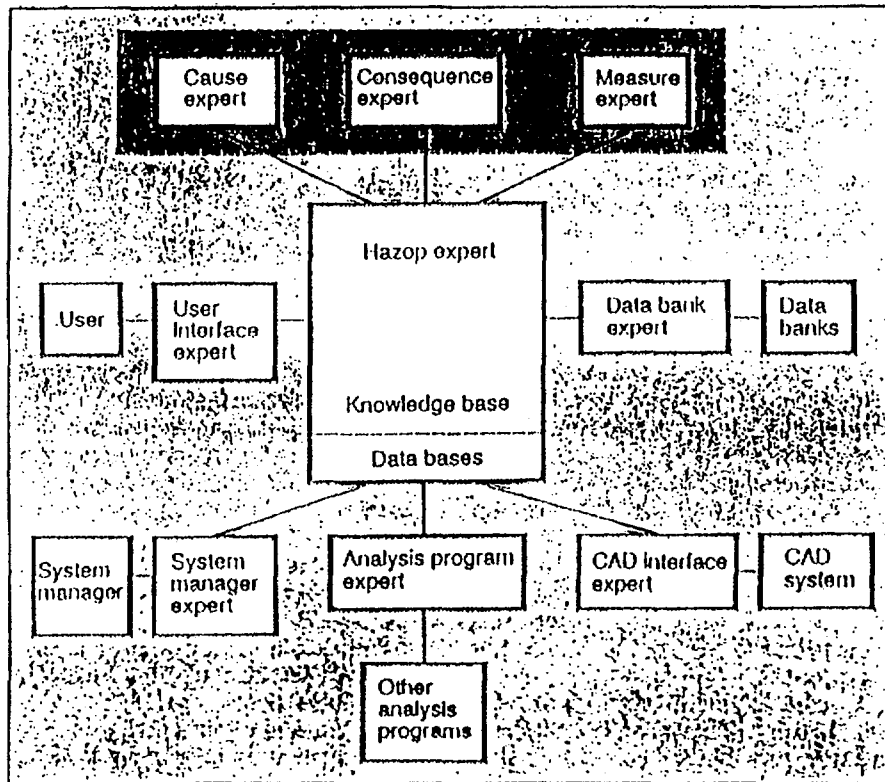 Cause
expert
Consequence
expert
Measure
expert
Hazop expert
User
User
Interface
expert
Data bank
expert
Data
banks
Knowledge base
Data bases
System
manager
System
manager
expert
Analysis program
expert
CAD Interface
expert
CAD
system
Other
analysis
programs